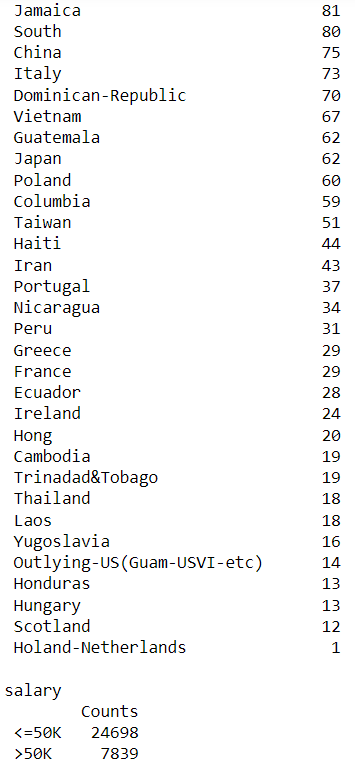 Jamaica 81
South 80
China 75
Italy 73
Dominican-Republic 70
Vietnam 67
Guatemala 62
Japan 62
Poland 60
Columbia 59
Taiwan 51
Haiti 44
Iran 43
Portugal 37
Nicaragua 34
Peru 31
Greece 29
France 29
Ecuador 28
Ireland 24
Hong 20
Cambodia 19
Trinadad&Tobago 19
Thailand 18
Laos 18
Yugoslavia 16
Outlying-US(Guam-USVI-etc) 14
Honduras 13
Hungary 13
Scotland 12
Holand-Netherlands 1
salary
Counts
<=50K 24698
>50K 7839